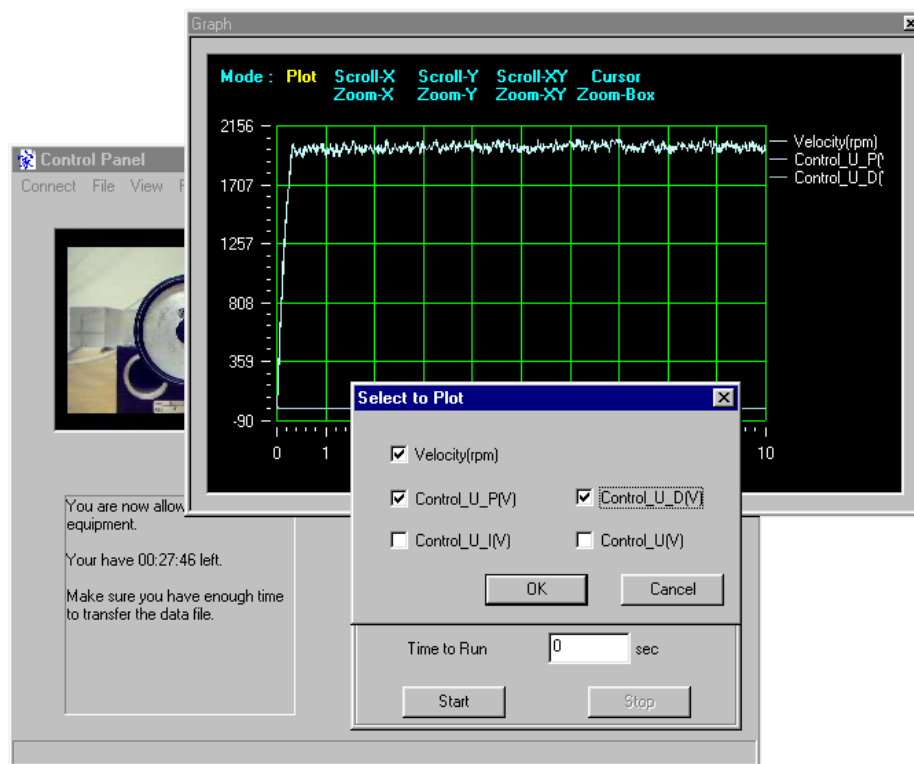 Graph
Mode : Plot Scroll-X Scroll-Y Scroll-XY Cursor
Zoom-X Zoom-Y Zoom-XY Zoom-Box
2156
1707
1257
808
359
-90
0 1 10
Velocity(rpm)
Control_U_P(
Control_U_D(
Control Panel
Connect File View
You are now allow
equipment.
Your have 00:27:46 left.
Make sure you have enough time
to transfer the data file.
Select to Plot
Velocity(rpm)
Control_U_P(V) Control_U_D(V)
Control_U_I(V) Control_U(V)
OK Cancel
Time to Run 0 sec
Start Stop